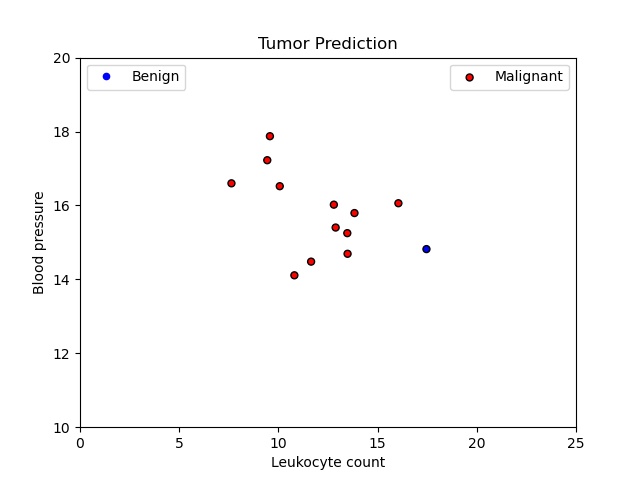 Tumor Prediction
20
Benign
Malignant
18
16
14
12
10
Blood pressure
0 5 10 15 20 25
Leukocyte count